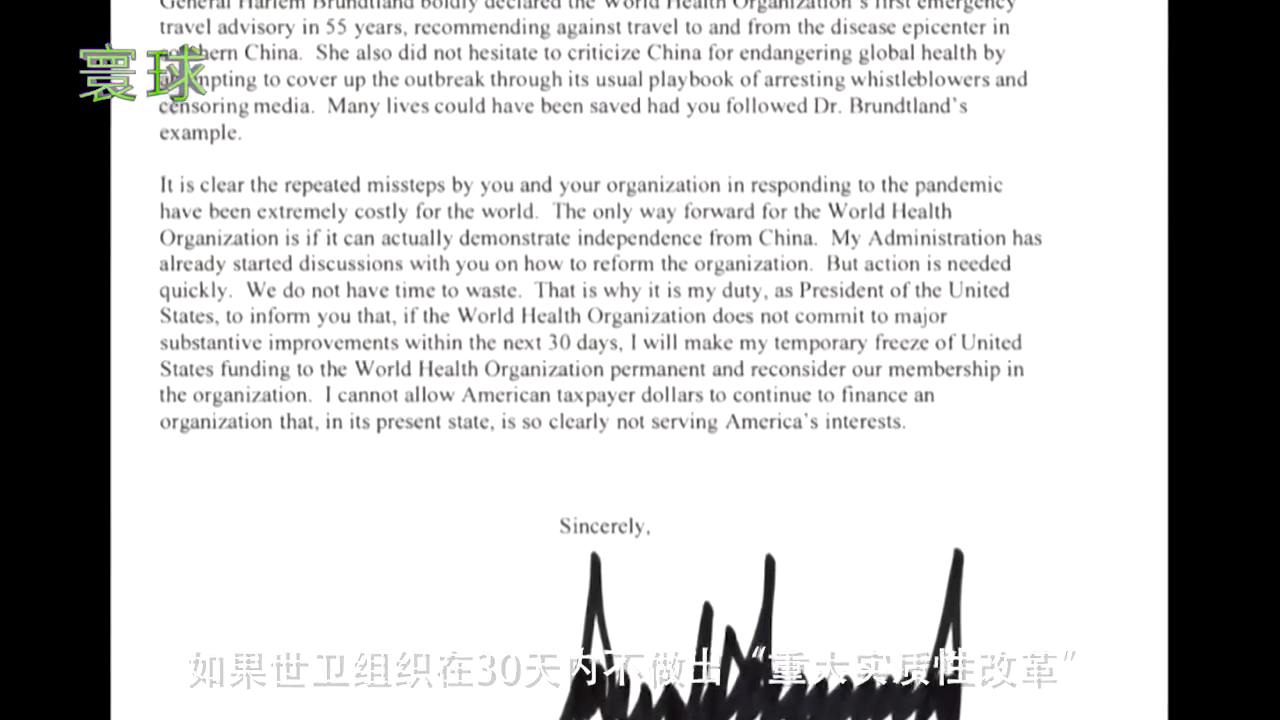 General Harlem Brundtland boldly declared the World Health Organization's first emergency
travel advisory in 55 years, recommending against travel to and from the disease epicenter in
hern China. She also did not hesitate to criticize China for endangering global health by
mpting to cover up the outbreak through its usual playbook of arresting whistleblowers and
censoring media. Many lives could have been saved had you followed Dr. Brundtland's
example.
寰球
It is clear the repeated missteps by you and your organization in responding to the pandemic
have been extremely costly for the world. The only way forward for the World Health
Organization is if it can actually demonstrate independence from China. My Administration has
already started discussions with you on how to reform the organization. But action is needed
quickly. We do not have time to waste. That is why it is my duty, as President of the United
States, to inform you that, if the World Health Organization does not commit to major
substantive improvements within the next 30 days, I will make my temporary freeze of United
States funding to the World Health Organization permanent and reconsider our membership in
the organization. I cannot allow American taxpayer dollars to continue to finance an
organization that, in its present state, is so clearly not serving America's interests.
Sincerely,
如果世卫组织在30天内不做出“重大实质性改革”